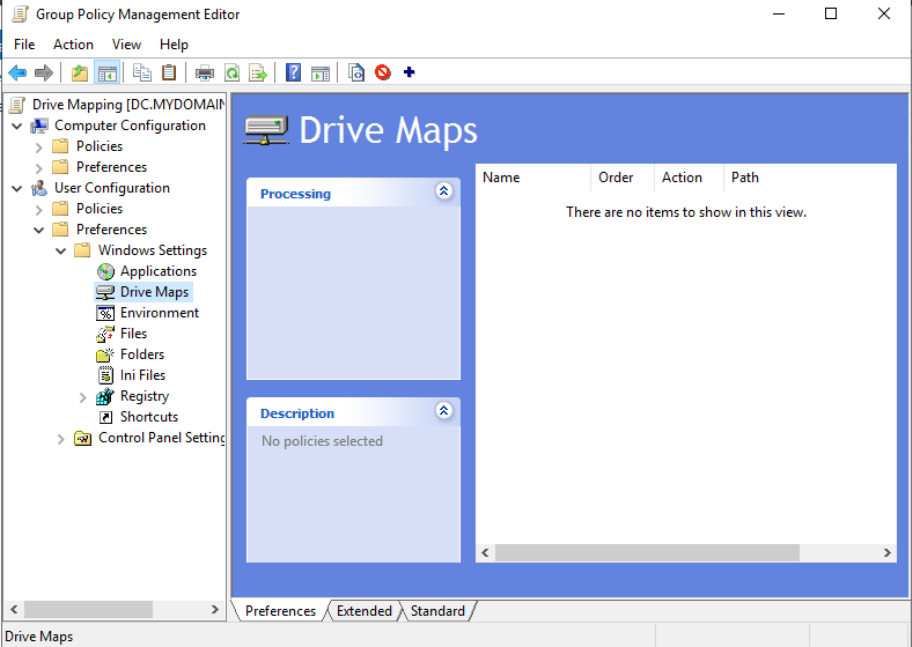 Group Policy Management Editor
File Action View Help
Drive Mapping [DC.MYDOMAIN
Computer Configuration
Policies
Preferences
User Configuration
Policies
Preferences
Windows Settings
Applications
Drive Maps
Environment
Files
Folders
Ini Files
Registry
Shortcuts
Control Panel Setting
Drive Maps
Processing
Description
No policies selected
Name Order Action Path
There are no items to show in this view.
Preferences Extended Standard
Drive Maps